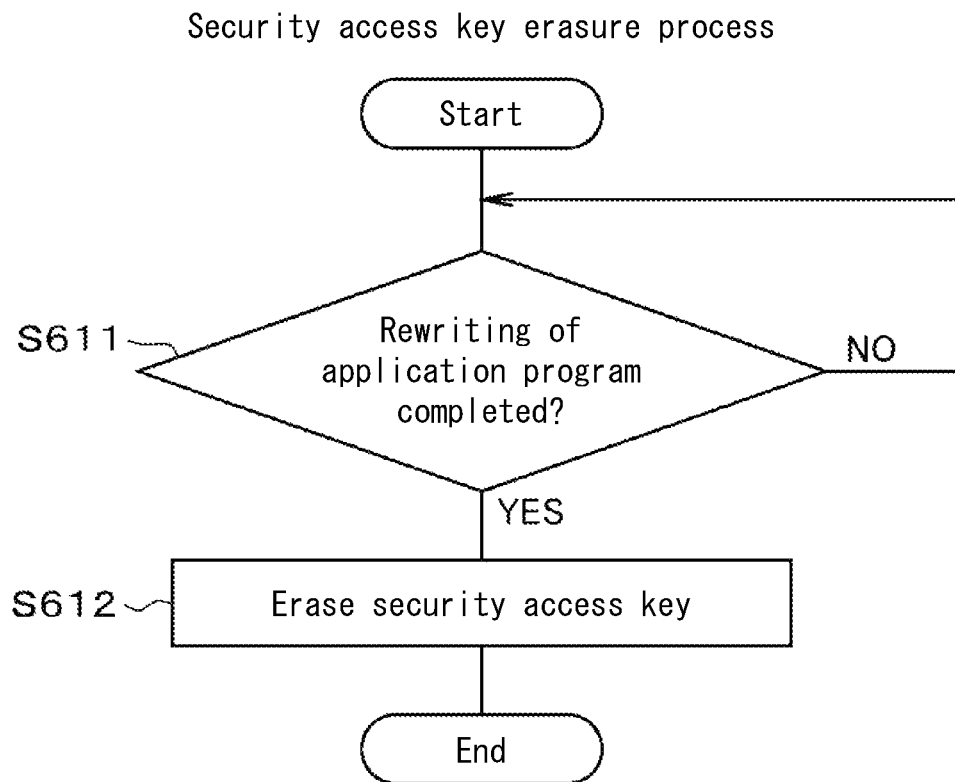 Security access key erasure process
Start
S611
Rewriting of
application program
completed?
NO
YES
S612
Erase security access key
End